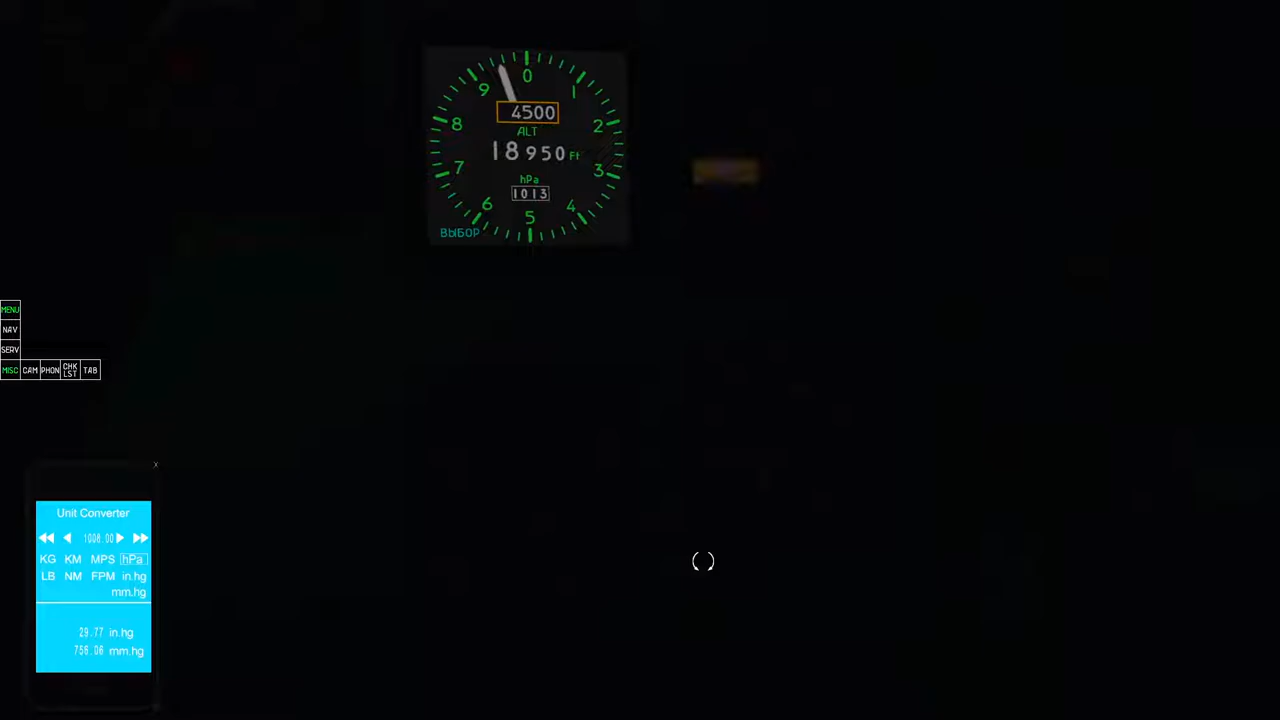 0
9
1
4500
8
ALT
2
18950 Ft
7
hPa
3
1013
6
4
5
ВЫБОР
MENU
NAV
SERV
MISC CAM PHON CHK LST TAB
X
Unit Converter
1008.00
KG KM MPS hPa
LB NM FPM in.hg
mm.hg
29.77 in.hg
756.06 mm.hg